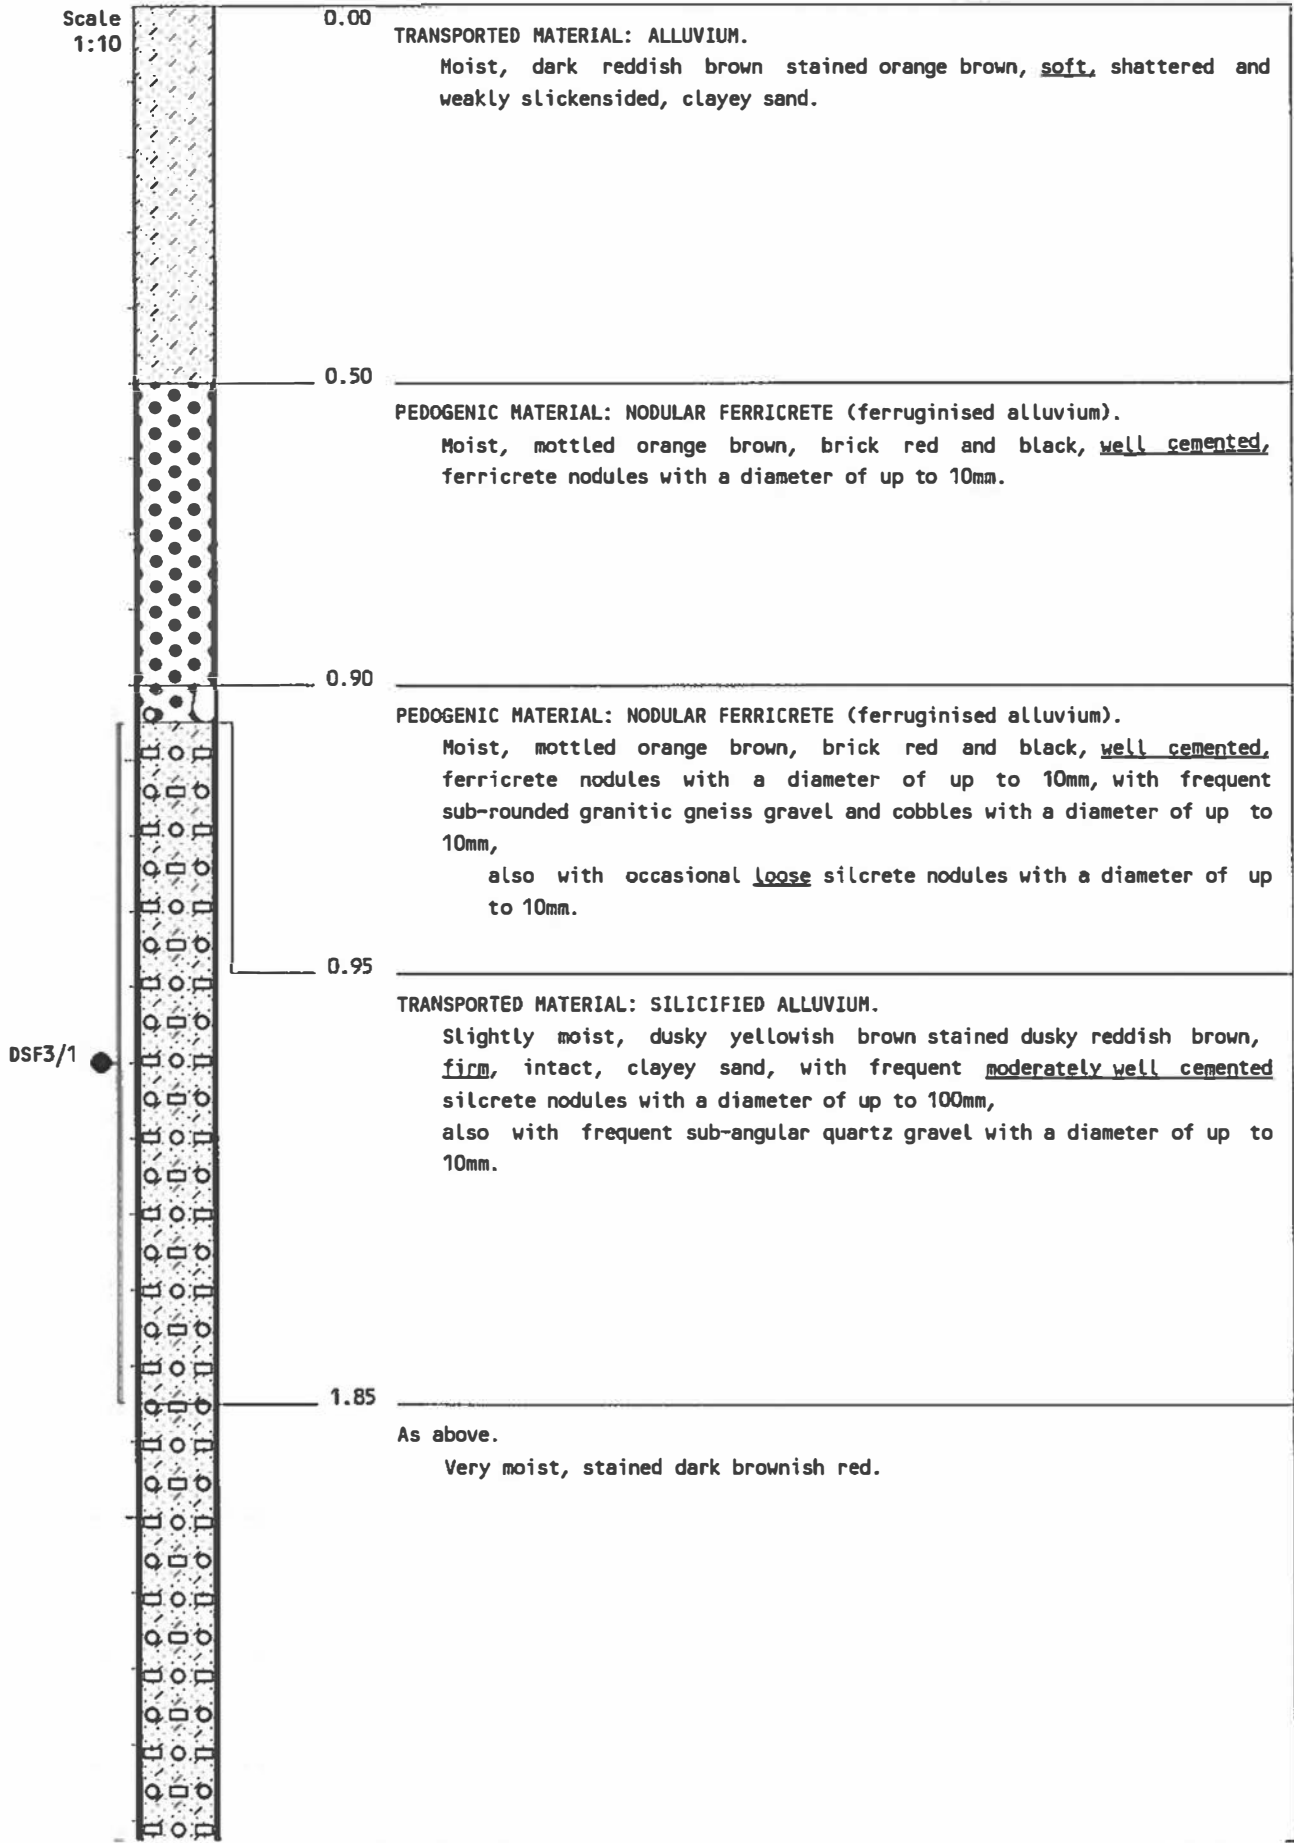 Scale
1:10
0.00
TRANSPORTED MATERIAL: ALLUVIUM.
Moist, dark reddish brown stained orange brown, soft, shattered and
weakly slickensided, clayey sand.
0.50
PEDOGENIC MATERIAL: NODULAR FERRICRETE (ferruginised alluvium).
Moist, mottled orange brown, brick red and black, well cemented,
ferricrete nodules with a diameter of up to 10mm.
0.90
PEDOGENIC MATERIAL: NODULAR FERRICRETE (ferruginised alluvium).
Moist, mottled orange brown, brick red and black, well cemented,
ferricrete nodules with a diameter of up to 10mm, with frequent
sub-rounded granitic gneiss gravel and cobbles with a diameter of up to
10mm,
also with occasional loose silcrete nodules with a diameter of up
to 10mm.
0.95
TRANSPORTED MATERIAL: SILICIFIED ALLUVIUM.
Slightly moist, dusky yellowish brown stained dusky reddish brown,
firm, intact, clayey sand, with frequent moderately well cemented
silcrete nodules with a diameter of up to 100mm,
also with frequent sub-angular quartz gravel with a diameter of up to
10mm.
DSF3/1
1.85
As above.
Very moist, stained dark brownish red.